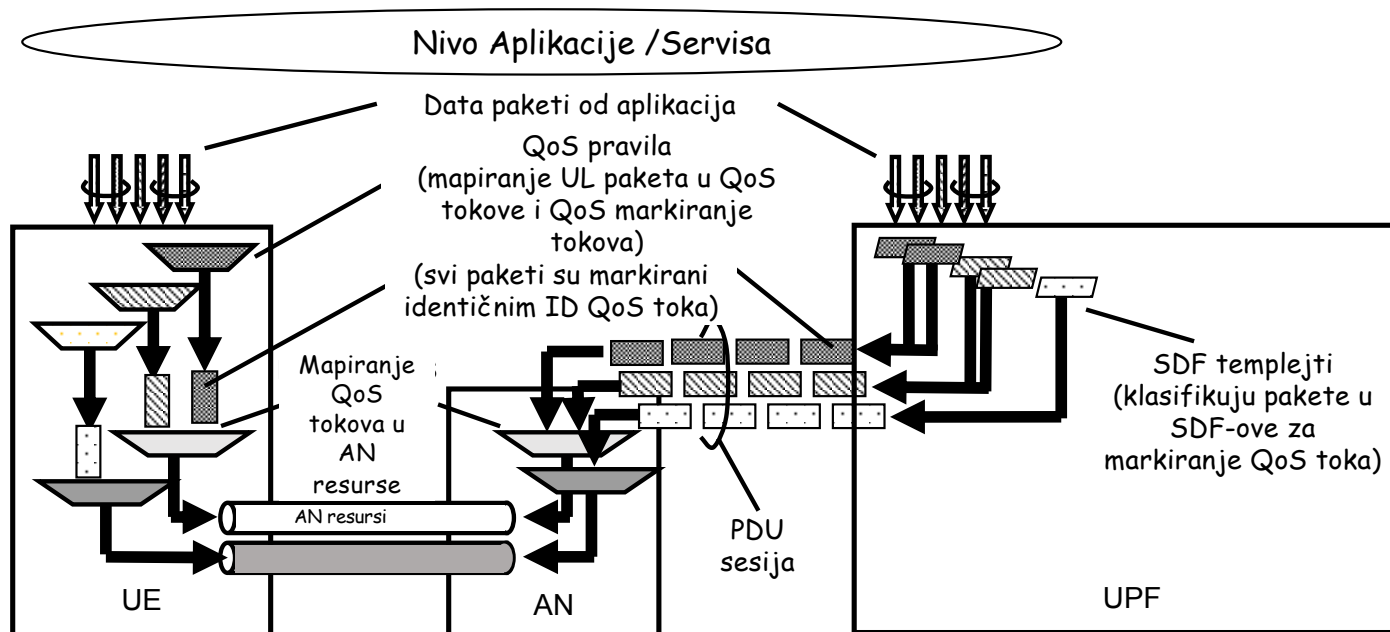 Nivo Aplikacije /Servisa
Data paketi od aplikacija
QoS pravila
(mapiranje UL paketa u QoS
tokove i QoS markiranje
tokova)
(svi paketi su markirani
identičnim ID QoS toka)
Mapiranje
QoS
tokova u
AN
resurse
AN resursi
SDF templejti
(klasifikuju pakete u
SDF-ove za
markiranje QoS toka)
PDU
sesija
UE
AN
UPF